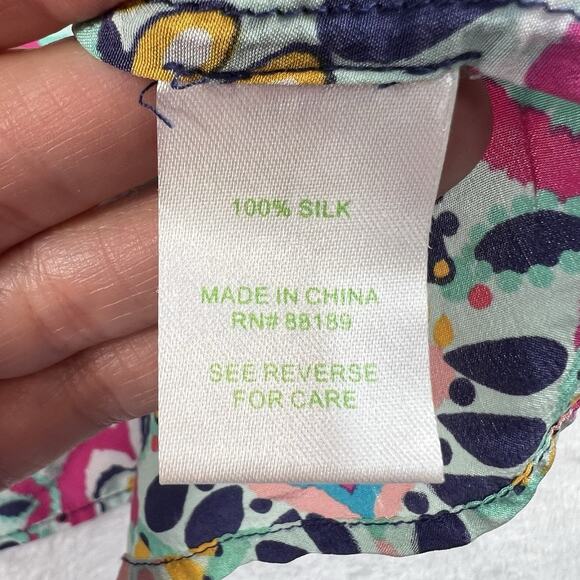 100% SILK
MADE IN CHINA
RN# 88189
SEE REVERSE
FOR CARE